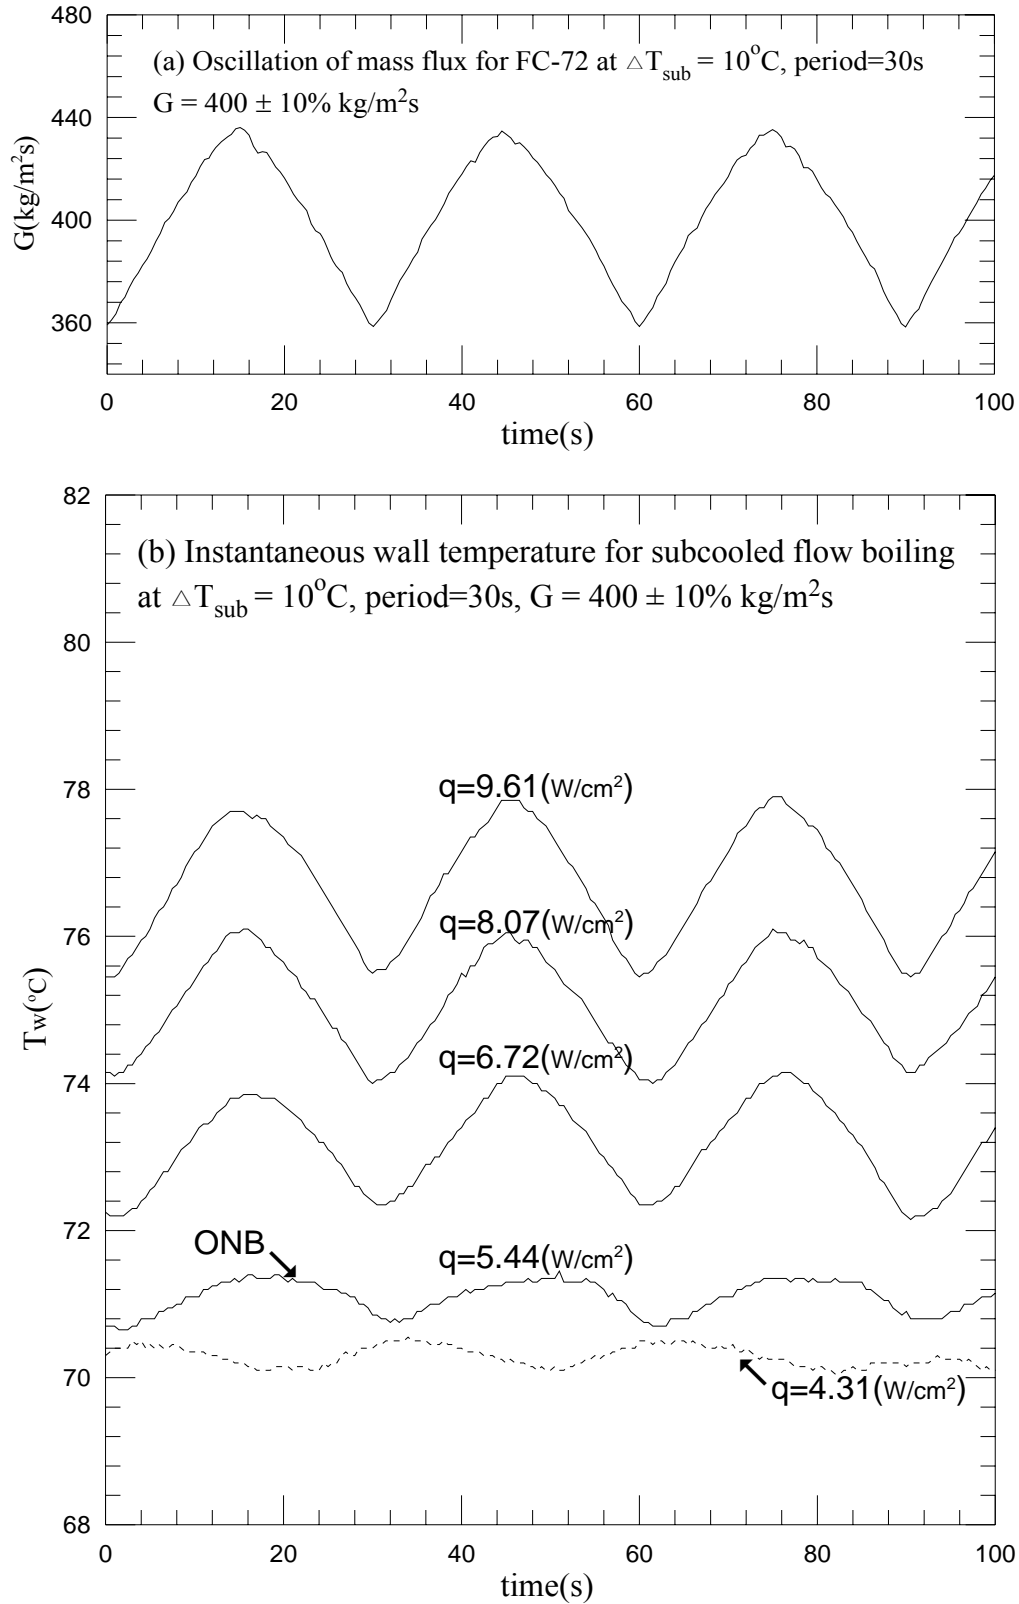 480
(a) Oscillation of mass flux for FC-72 at △T_sub = 10°C, period=30s
G = 400 ± 10% kg/m²s
440
400
360
G(kg/m²s)
0 20 40 60 80 100
time(s)
82
(b) Instantaneous wall temperature for subcooled flow boiling
at △T_sub = 10°C, period=30s, G = 400 ± 10% kg/m²s
80
78
q=9.61(W/cm²)
76
q=8.07(W/cm²)
Tw(°C)
74
q=6.72(W/cm²)
72
ONB
q=5.44(W/cm²)
70
q=4.31(W/cm²)
68
0 20 40 60 80 100
time(s)